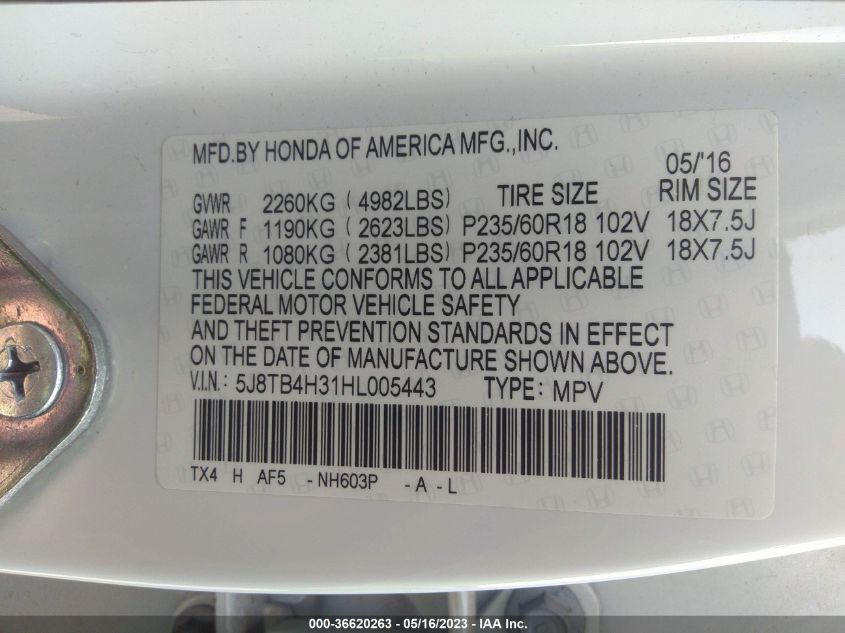 MFD.BY HONDA OF AMERICA MFG.,INC.
05/'16
GVWR 2260KG ( 4982LBS) TIRE SIZE RIM SIZE
GAWR F 1190KG ( 2623LBS) P235/60R18 102V 18X7.5J
GAWR R 1080KG ( 2381LBS) P235/60R18 102V 18X7.5J
THIS VEHICLE CONFORMS TO ALL APPLICABLE
FEDERAL MOTOR VEHICLE SAFETY
AND THEFT PREVENTION STANDARDS IN EFFECT
ON THE DATE OF MANUFACTURE SHOWN ABOVE.
V.I.N.: 5J8TB4H31HL005443 TYPE: MPV
TX4 H AF5 - NH603P - A - L
000-36620263 - 05/16/2023 - IAA Inc.